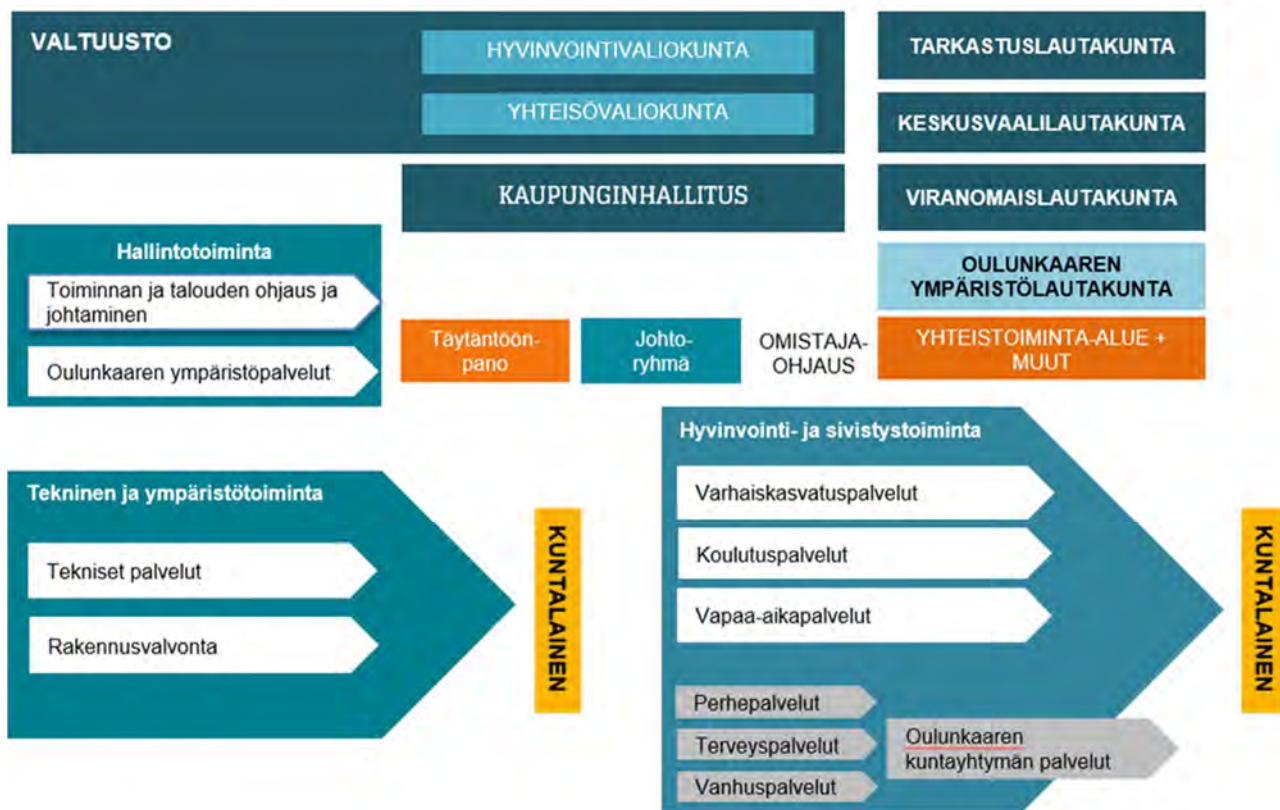 VALTUUSTO
HYVINVOINTIVALIOKUNTA
YHTEISÖVALIOKUNTA
TARKASTUSLAUTAKUNTA
KESKUSVAALILAUTAKUNTA
KAUPUNGINHALLITUS
VIRANOMAISLAUTAKUNTA
OULUNKAAREN
YMPÄRISTÖLAUTAKUNTA
Hallintotoiminta
Toiminnan ja talouden ohjaus ja
johtaminen
Oulunkaaren ympäristöpalvelut
Täytäntöön-
pano
Johto-
ryhmä
OMISTAJA-
OHJAUS
YHTEISTOIMINTA-ALUE +
MUUT
Tekninen ja ympäristötoiminta
Tekniset palvelut
Rakennusvalvonta
KUNTALAINEN
Hyvinvointi- ja sivistystoiminta
Varhaiskasvatuspalvelut
Koulutuspalvelut
Vapaa-aikapalvelut
Perhepalvelut
Terveyspalvelut
Vanhuspalvelut
Oulunkaaren
kuntayhtymän palvelut
KUNTALAINEN